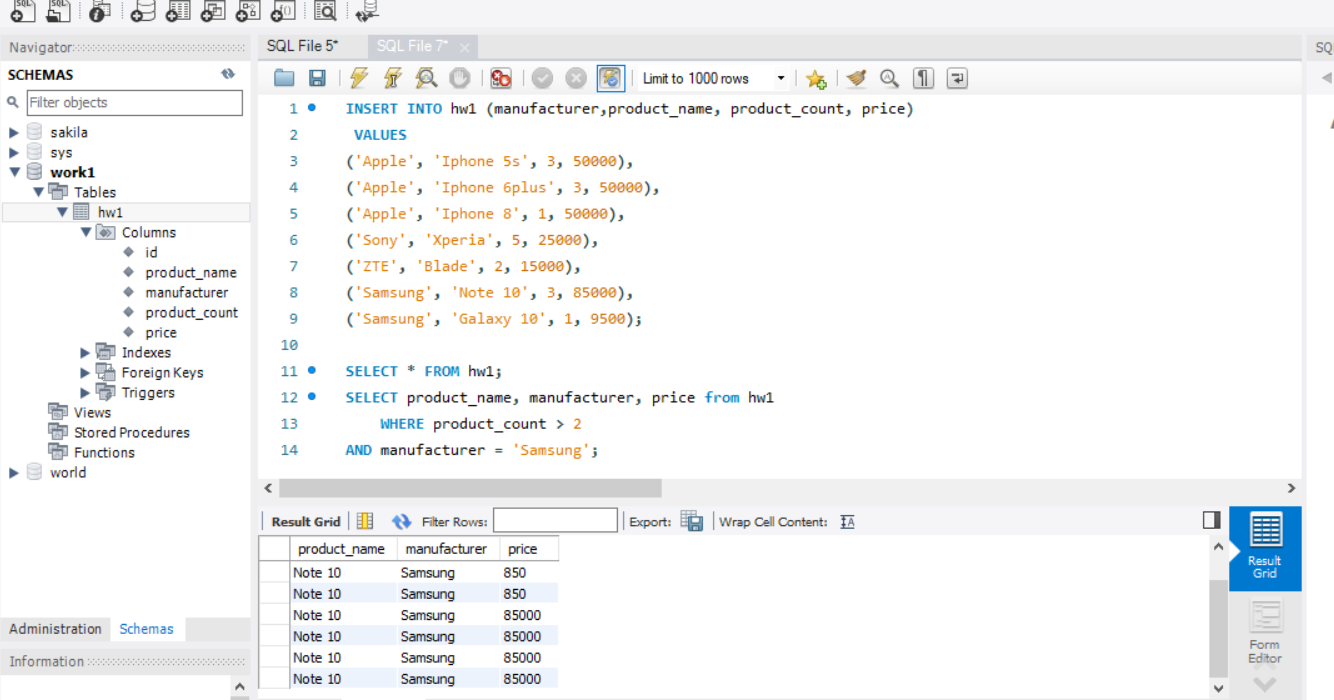 SQL SQL
Navigator
SCHEMAS
Filter objects
sakila
sys
work1
Tables
hw1
Columns
id
product_name
manufacturer
product_count
price
Indexes
Foreign Keys
Triggers
Views
Stored Procedures
Functions
world
Administration Schemas
Information
SQL File 5* SQL File 7*
Limit to 1000 rows
1 INSERT INTO hw1 (manufacturer,product_name, product_count, price)
2 VALUES
3 ('Apple', 'Iphone 5s', 3, 50000),
4 ('Apple', 'Iphone 6plus', 3, 50000),
5 ('Apple', 'Iphone 8', 1, 50000),
6 ('Sony', 'Xperia', 5, 25000),
7 ('ZTE', 'Blade', 2, 15000),
8 ('Samsung', 'Note 10', 3, 85000),
9 ('Samsung', 'Galaxy 10', 1, 9500);
10
11 SELECT * FROM hw1;
12 SELECT product_name, manufacturer, price from hw1
13 WHERE product_count > 2
14 AND manufacturer = 'Samsung';
Result Grid Filter Rows: Export: Wrap Cell Content:
product_name manufacturer price
Note 10 Samsung 850
Note 10 Samsung 850
Note 10 Samsung 85000
Note 10 Samsung 85000
Note 10 Samsung 85000
Note 10 Samsung 85000
Result
Grid
Form
Editor
SQ